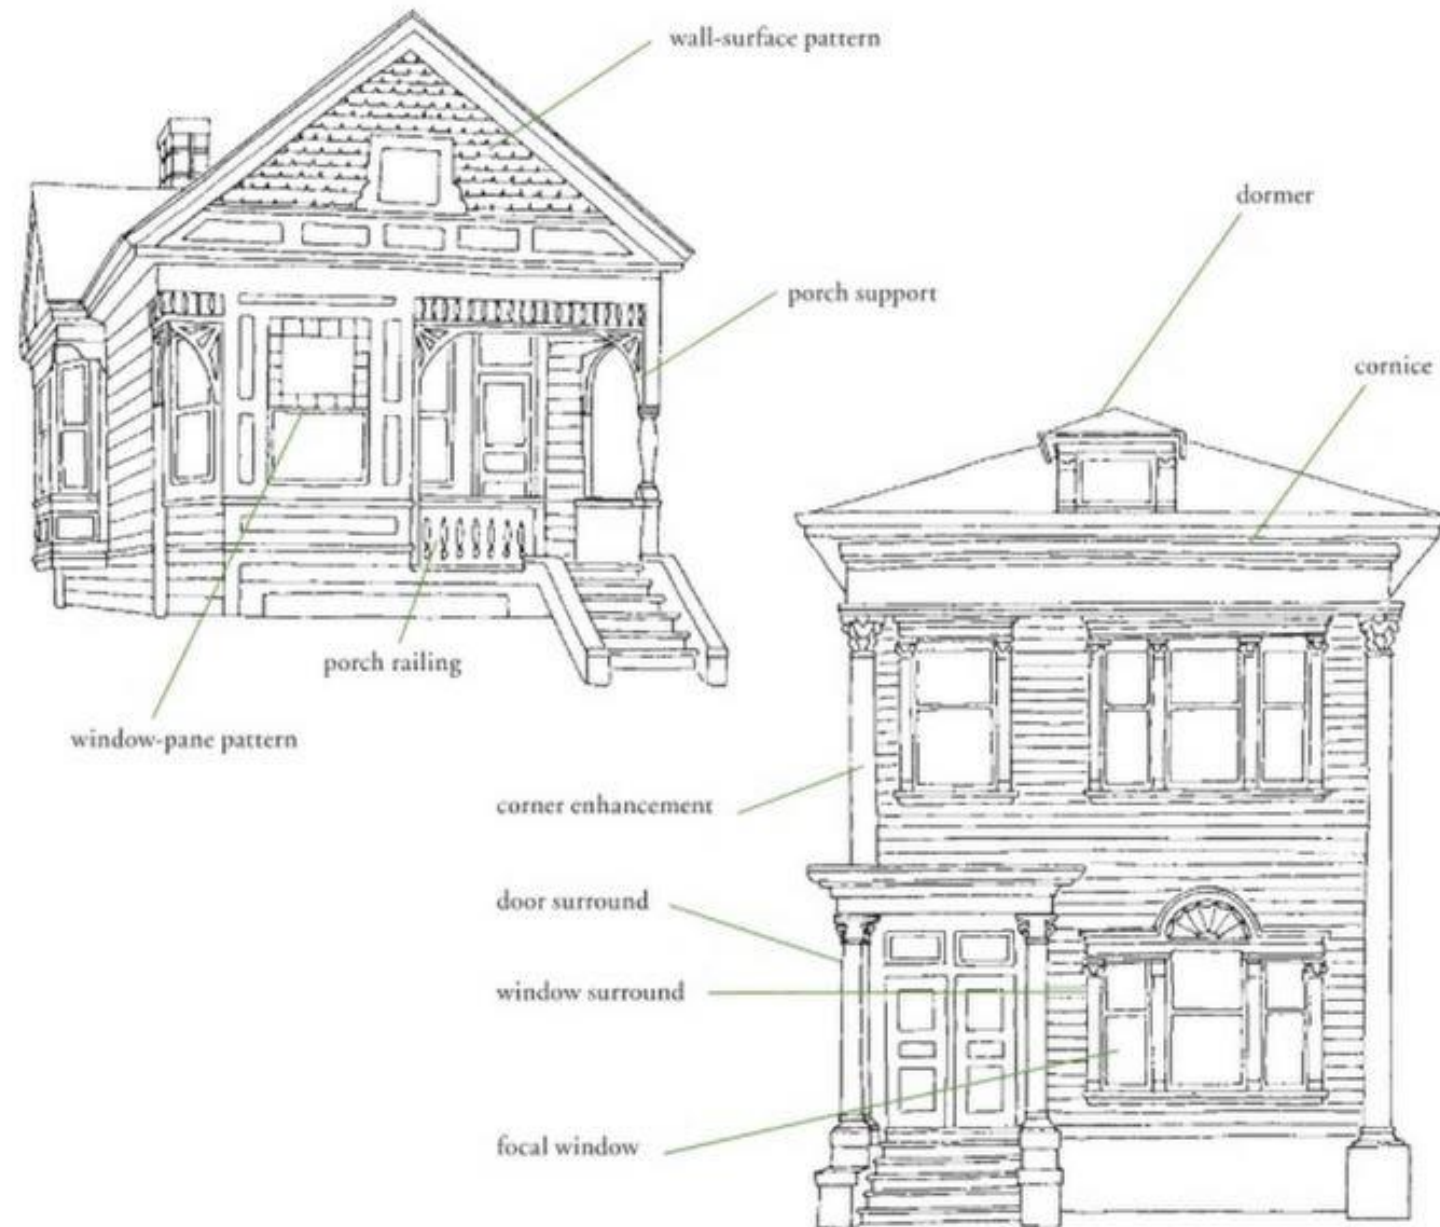 wall-surface pattern
dormer
porch support
cornice
porch railing
window-pane pattern
corner enhancement
door surround
window surround
focal window